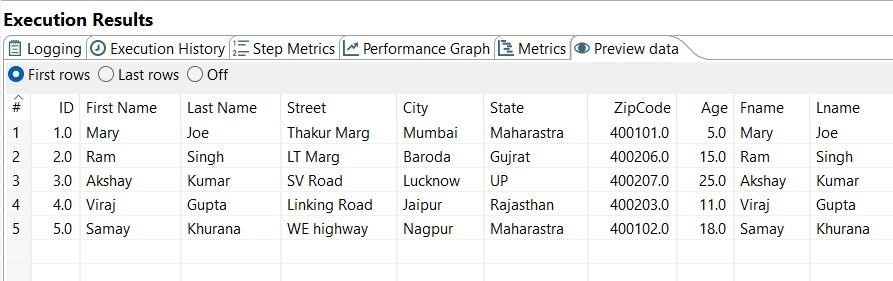 Execution Results
Logging Execution History Step Metrics Performance Graph Metrics Preview data
First rows Last rows Off
# ID First Name Last Name Street City State ZipCode Age Fname Lname
1 1.0 Mary Joe Thakur Marg Mumbai Maharastra 400101.0 5.0 Mary Joe
2 2.0 Ram Singh LT Marg Baroda Gujrat 400206.0 15.0 Ram Singh
3 3.0 Akshay Kumar SV Road Lucknow UP 400207.0 25.0 Akshay Kumar
4 4.0 Viraj Gupta Linking Road Jaipur Rajasthan 400203.0 11.0 Viraj Gupta
5 5.0 Samay Khurana WE highway Nagpur Maharastra 400102.0 18.0 Samay Khurana